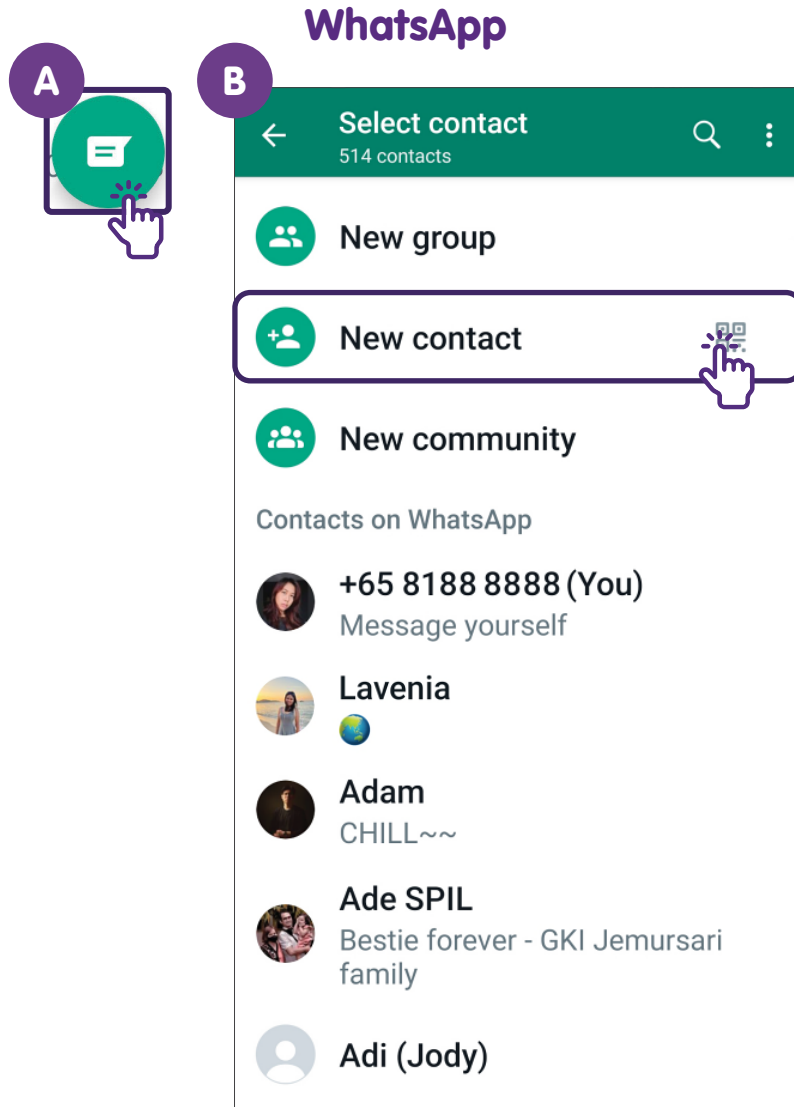 WhatsApp
A
B
Select contact
514 contacts
New group
New contact
New community
Contacts on WhatsApp
+65 8188 8888 (You)
Message yourself
Lavenia
🌏
Adam
CHILL~~
Ade SPIL
Bestie forever - GKI Jemursari
family
Adi (Jody)